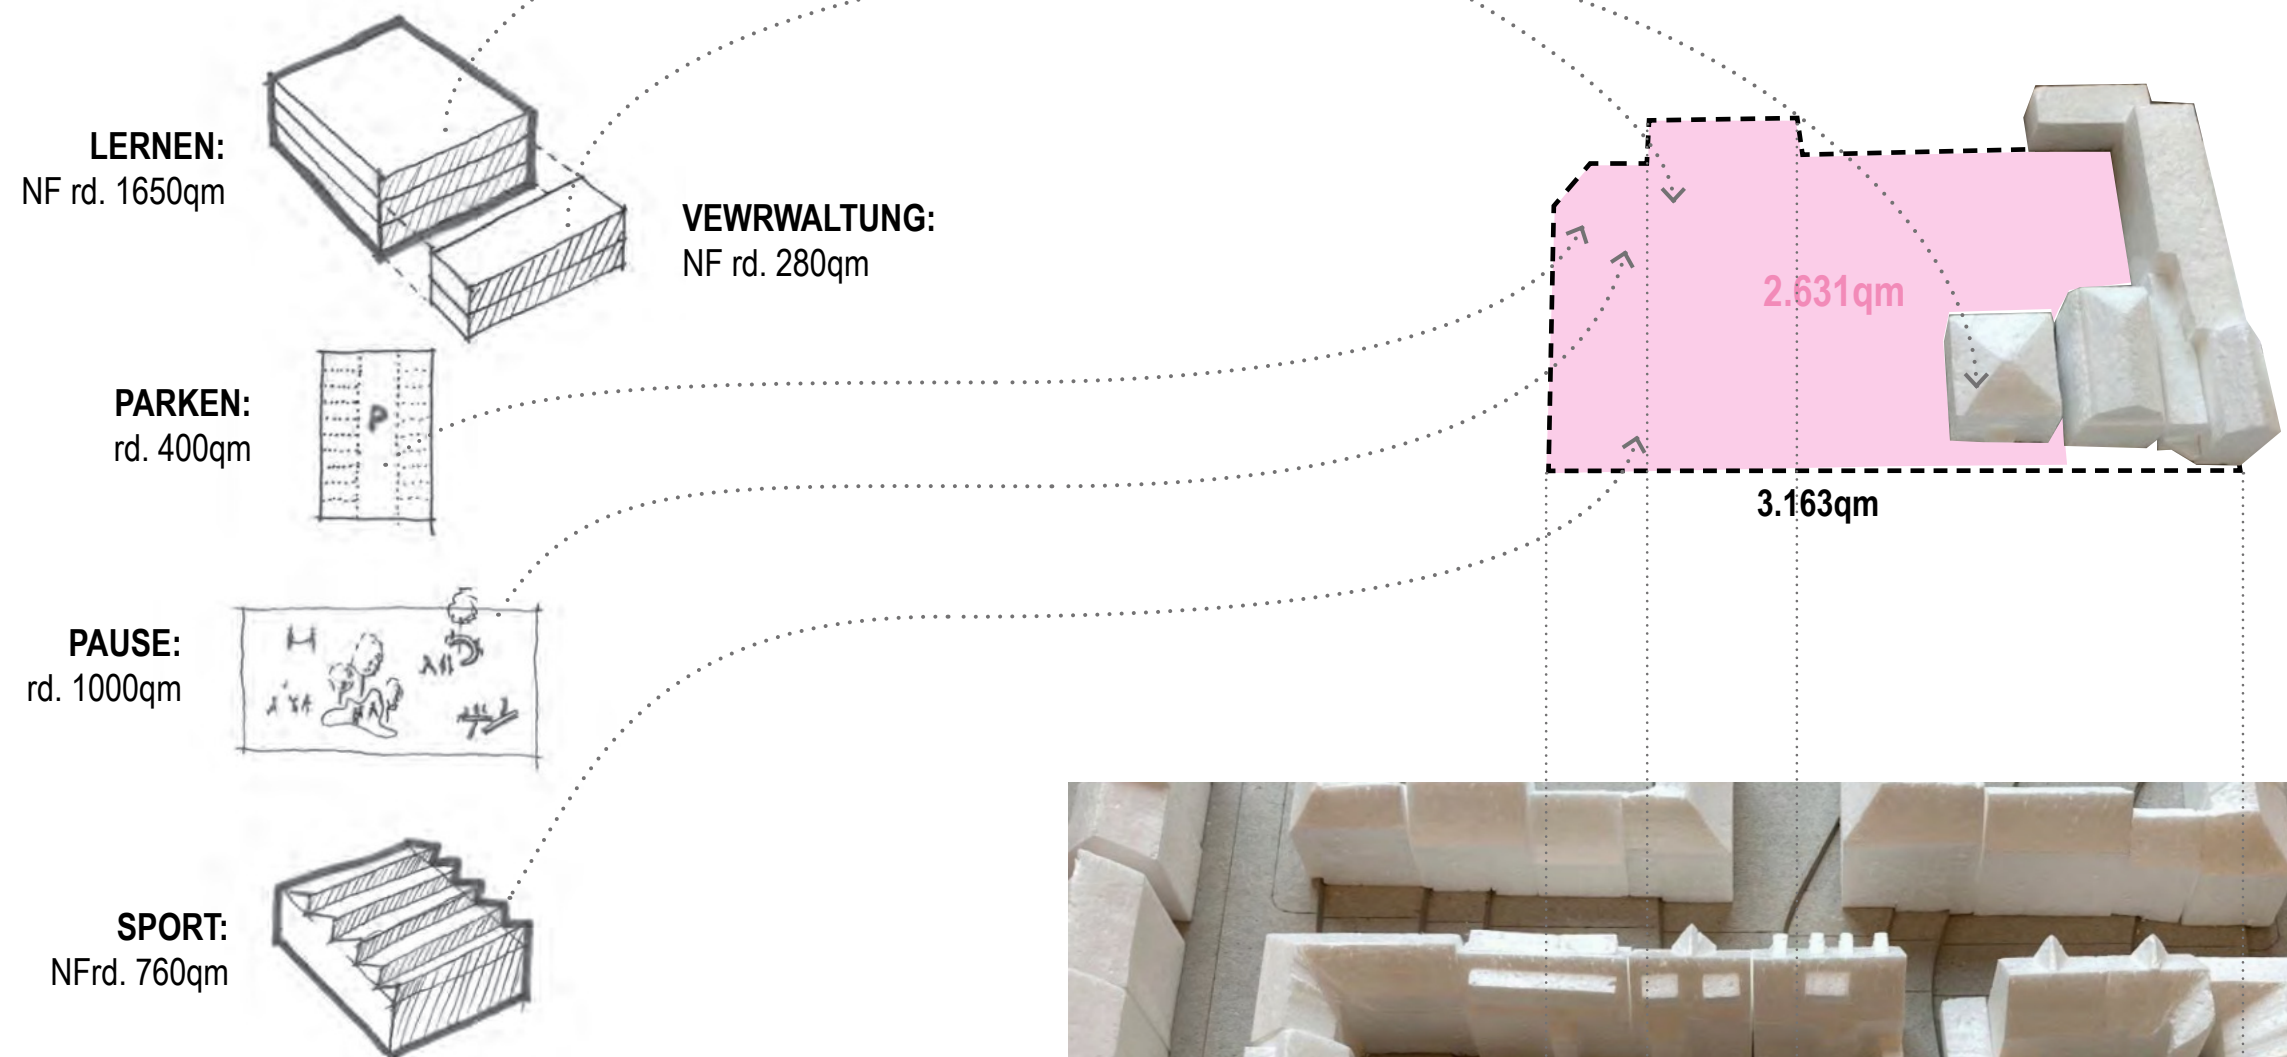 LERNEN:
NF rd. 1650qm
VEWRWALTUNG:
NF rd. 280qm
PARKEN:
rd. 400qm
P
PAUSE:
rd. 1000qm
SPORT:
NFrd. 760qm
2.631qm
3.163qm